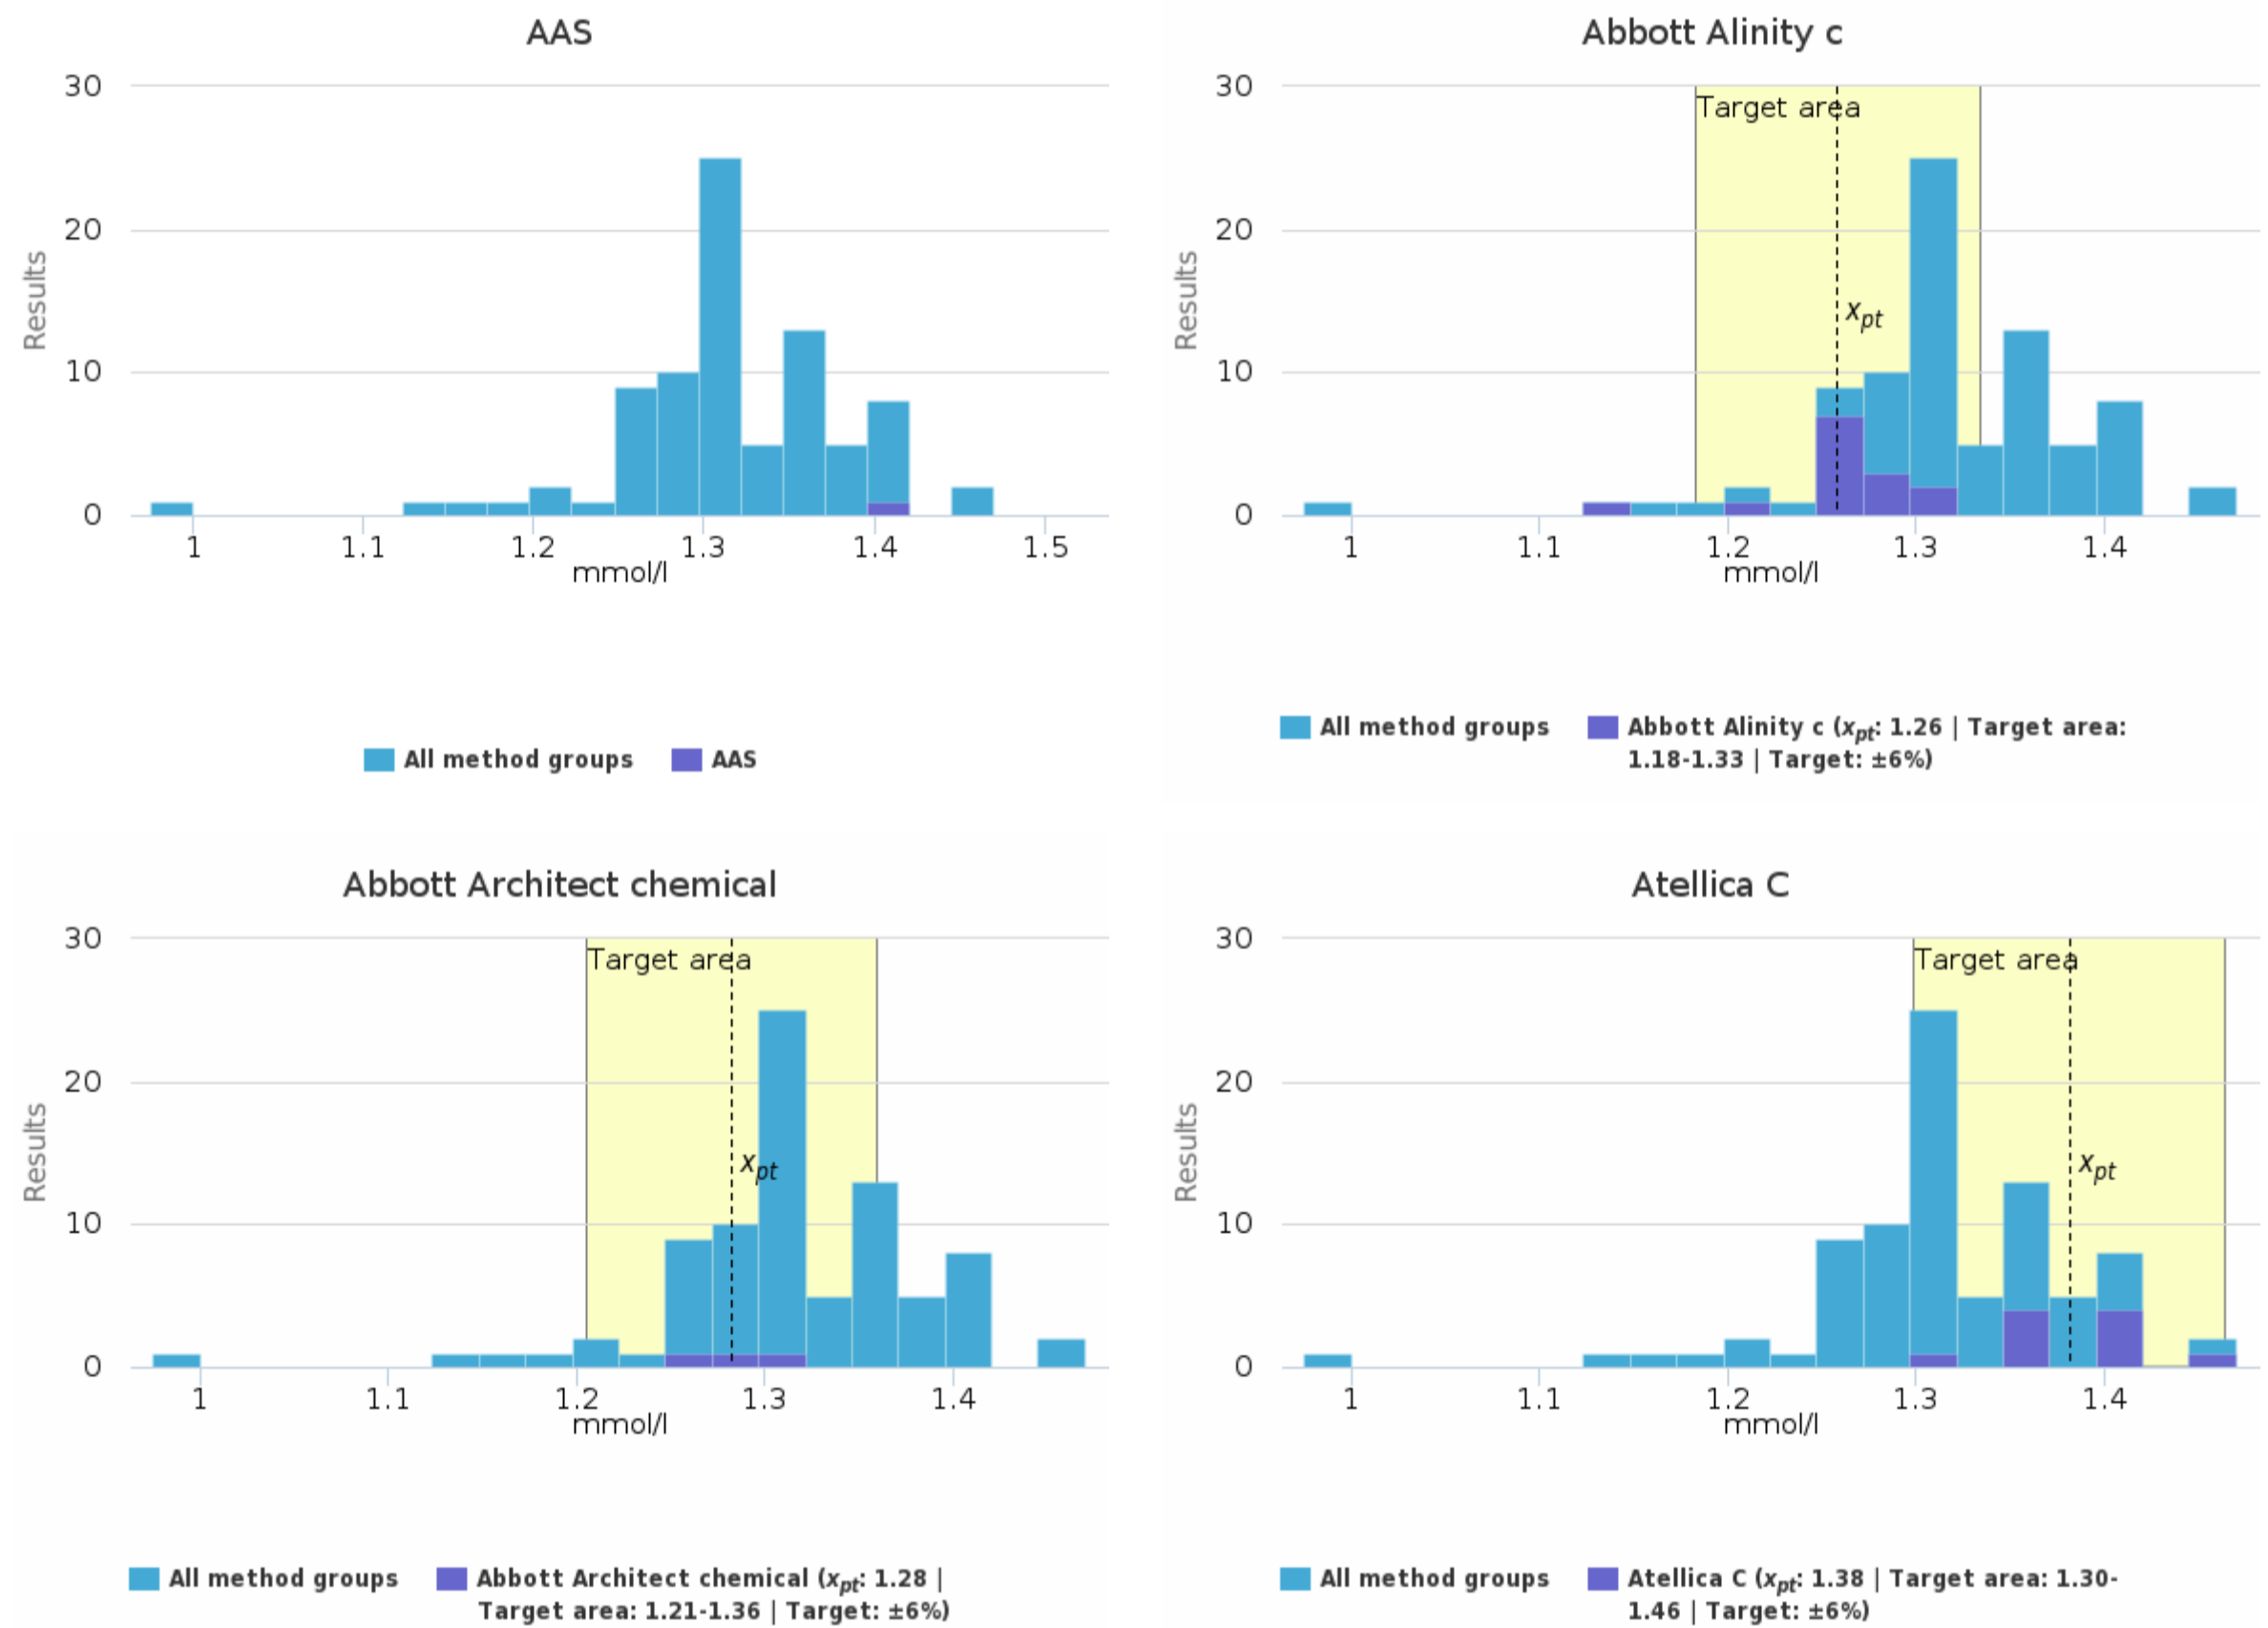 AAS
30
20
10
0
Results
1
1.1
1.2
1.3
1.4
1.5
mmol/l
All method groups
AAS
Abbott Alinity c
30
20
10
0
Results
Target area
xpt
1
1.1
1.2
1.3
1.4
mmol/l
All method groups
Abbott Alinity c (xpt: 1.26 | Target area:
1.18-1.33 | Target: ±6%)
Abbott Architect chemical
30
20
10
0
Results
Target area
xpt
1
1.1
1.2
1.3
1.4
mmol/l
All method groups
Abbott Architect chemical (xpt: 1.28 |
Target area: 1.21-1.36 | Target: ±6%)
Atellica C
30
20
10
0
Results
Target area
xpt
1
1.1
1.2
1.3
1.4
mmol/l
All method groups
Atellica C (xpt: 1.38 | Target area: 1.30-
1.46 | Target: ±6%)